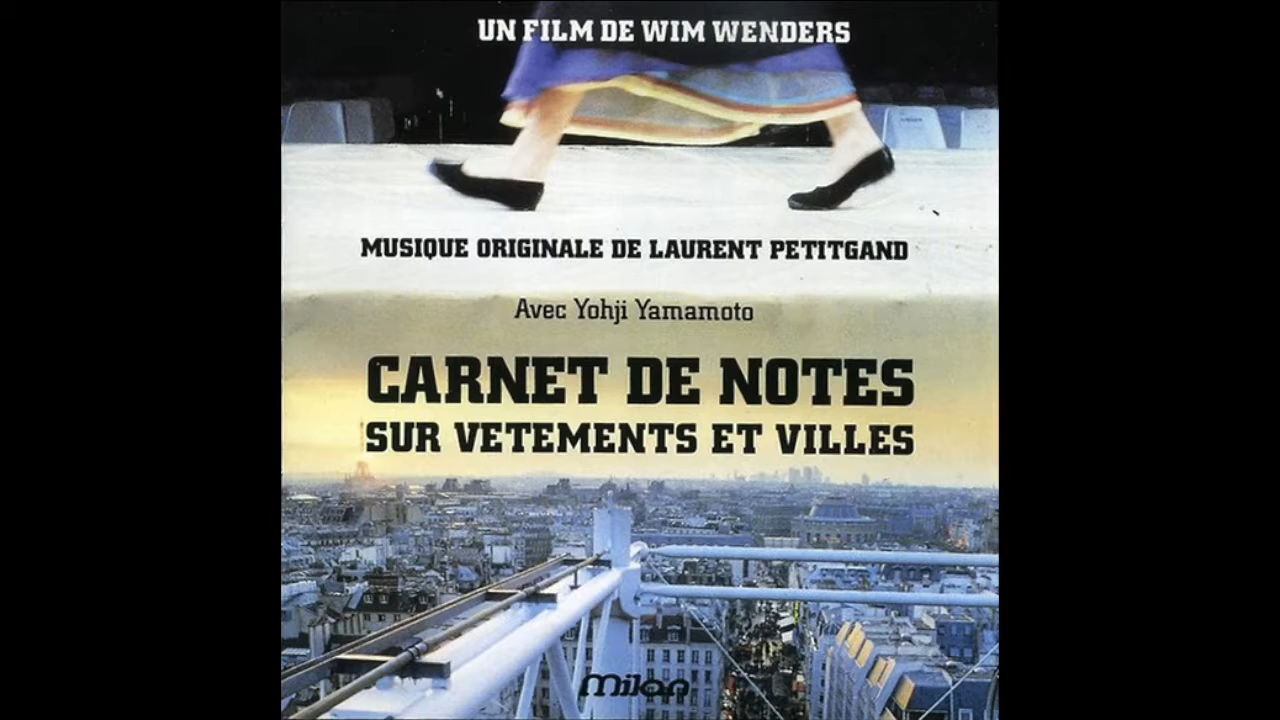 UN FILM DE WIM WENDERS
MUSIQUE ORIGINALE DE LAURENT PETITGAND
Avec Yohji Yamamoto
CARNET DE NOTES
SUR VETEMENTS ET VILLES
Milan